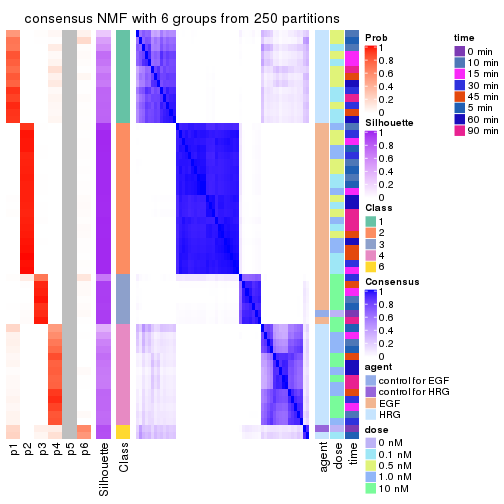 consensus NMF with 6 groups from 250 partitions
p1
p2
p3
p4
p5
p6
Silhouette
Class
agent
dose
time
Prob
1
0.8
0.6
0.4
0.2
0
Silhouette
1
0.8
0.6
0.4
0.2
0
Class
1
2
3
4
6
Consensus
1
0.8
0.6
0.4
0.2
0
agent
control for EGF
control for HRG
EGF
HRG
dose
0 nM
0.1 nM
0.5 nM
1.0 nM
10 nM
time
0 min
10 min
15 min
30 min
45 min
5 min
60 min
90 min